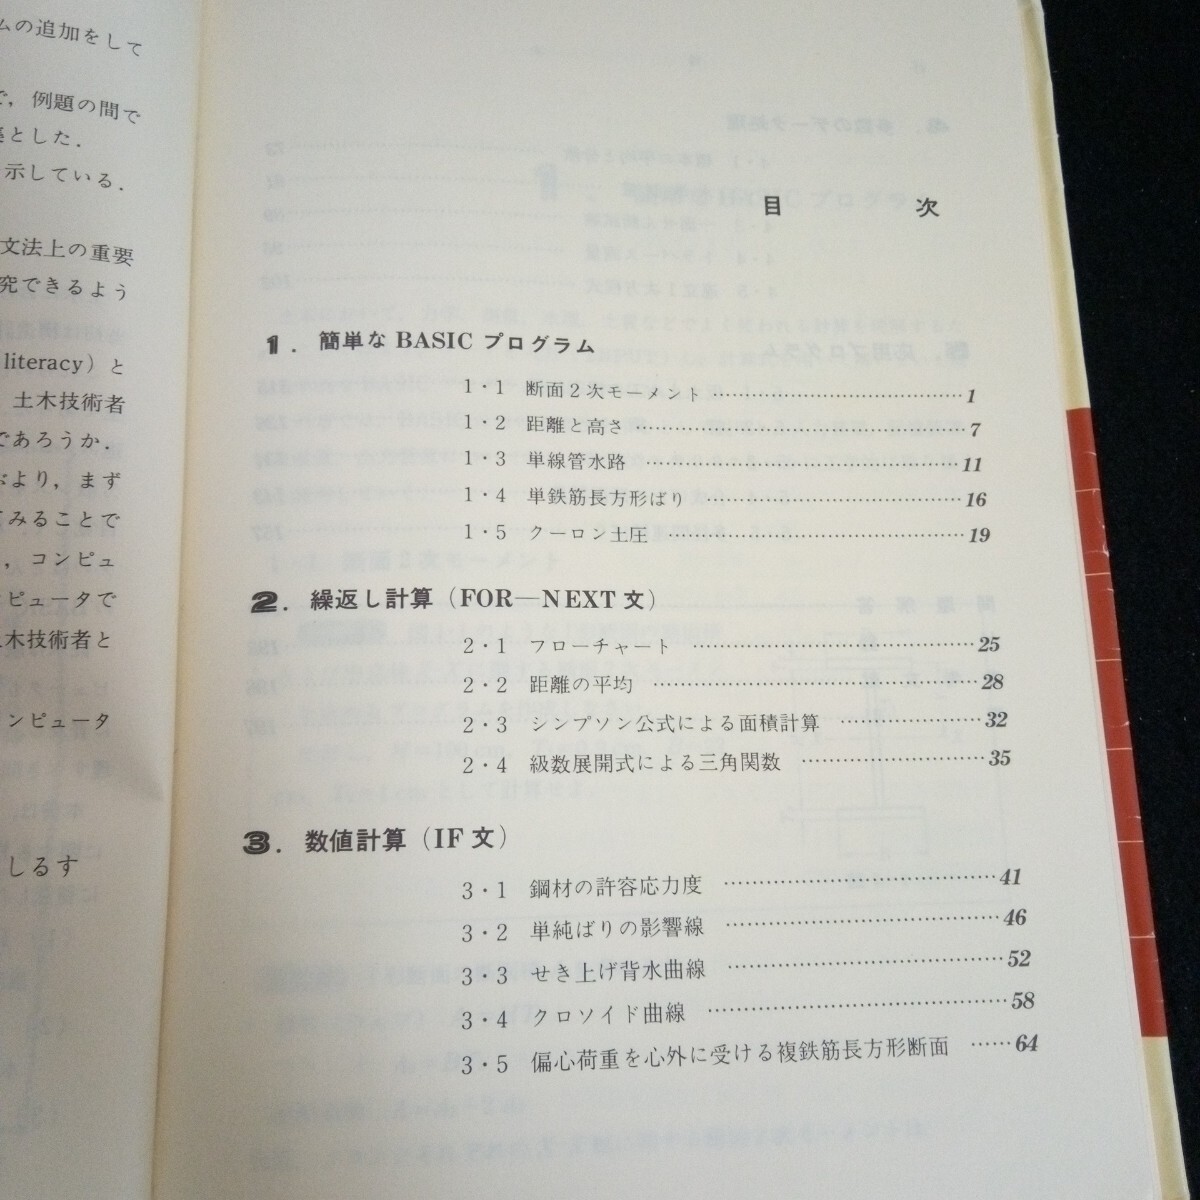 ムの追加をして
で，例題の間で
とした．
示している．
文法上の重要
究できるよう
literacy）と
土木技術者
であろうか．
より，まず
てみることで
，コンピュ
ピュータで
木技術者と
ンピュータ
しるす
目　次
1．簡単な BASIC プログラム
1・1　断面2次モーメント……………………………1
1・2　距離と高さ……………………………7
1・3　単線管水路……………………………11
1・4　単鉄筋長方形ばり……………………………16
1・5　クーロン土圧……………………………19
2．繰返し計算（FOR―NEXT 文）
2・1　フローチャート……………………………25
2・2　距離の平均……………………………28
2・3　シンプソン公式による面積計算………………32
2・4　級数展開式による三角関数………………35
3．数値計算（IF 文）
3・1　鋼材の許容応力度……………………………41
3・2　単純ばりの影響線……………………………46
3・3　せき上げ背水曲線……………………………52
3・4　クロソイド曲線……………………………58
3・5　偏心荷重を心外に受ける複鉄筋長方形断面……64